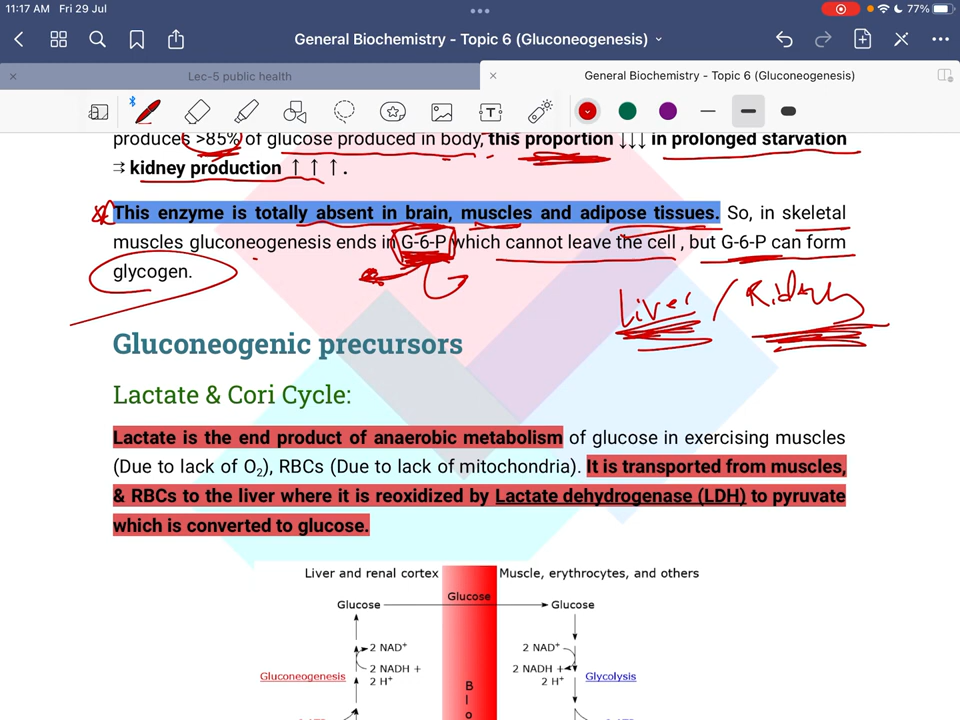 11:17 AM Fri 29 Jul
77%
General Biochemistry - Topic 6 (Gluconeogenesis)
Lec-5 public health
General Biochemistry - Topic 6 (Gluconeogenesis)
produces >85% of glucose produced in body, this proportion ↓↓↓ in prolonged starvation
⇒ kidney production ↑ ↑ ↑ .
This enzyme is totally absent in brain, muscles and adipose tissues. So, in skeletal
muscles gluconeogenesis ends in G-6-P which cannot leave the cell , but G-6-P can form
glycogen.
Liver / Kidney
Gluconeogenic precursors
Lactate & Cori Cycle:
Lactate is the end product of anaerobic metabolism of glucose in exercising muscles
(Due to lack of O₂), RBCs (Due to lack of mitochondria). It is transported from muscles,
& RBCs to the liver where it is reoxidized by Lactate dehydrogenase (LDH) to pyruvate
which is converted to glucose.
Liver and renal cortex
Muscle, erythrocytes, and others
Glucose
Glucose
Glucose
2 NAD⁺
2 NAD⁺
2 NADH +
2 H⁺
2 NADH +
2 H⁺
Gluconeogenesis
Glycolysis
B
l
o